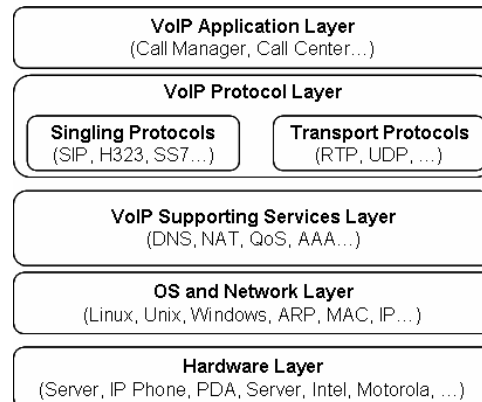 VoIP Application Layer
(Call Manager, Call Center...)
VoIP Protocol Layer
Singling Protocols
(SIP, H323, SS7...)
Transport Protocols
(RTP, UDP, ...)
VoIP Supporting Services Layer
(DNS, NAT, QoS, AAA...)
OS and Network Layer
(Linux, Unix, Windows, ARP, MAC, IP...)
Hardware Layer
(Server, IP Phone, PDA, Server, Intel, Motorola, ...)